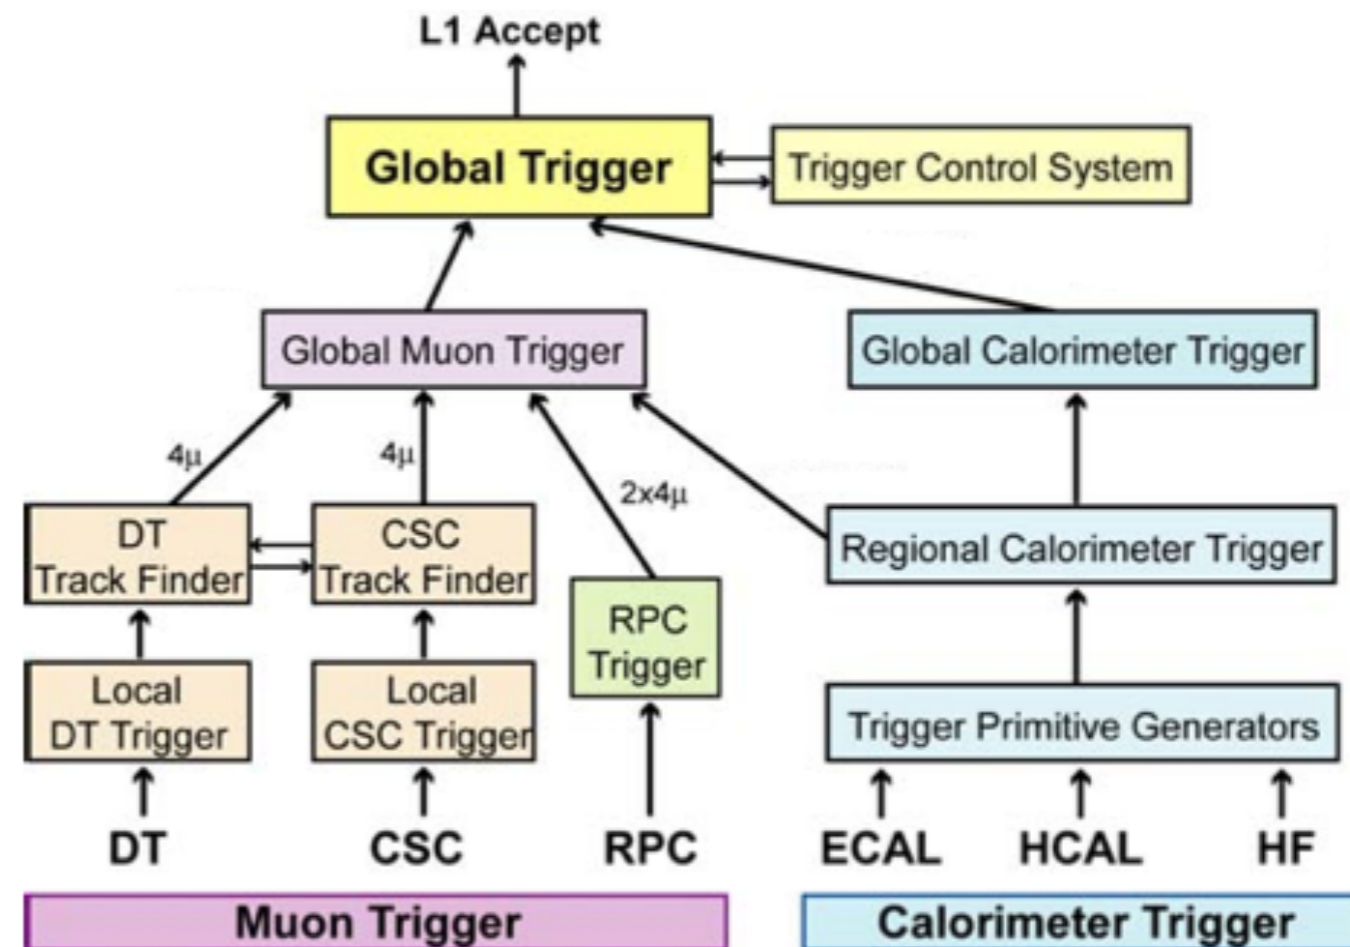 L1 Accept
Global Trigger
Trigger Control System
Global Muon Trigger
Global Calorimeter Trigger
4μ
4μ
2x4μ
DT
Track Finder
CSC
Track Finder
Regional Calorimeter Trigger
RPC
Trigger
Local
DT Trigger
Local
CSC Trigger
Trigger Primitive Generators
DT
CSC
RPC
ECAL
HCAL
HF
Muon Trigger
Calorimeter Trigger